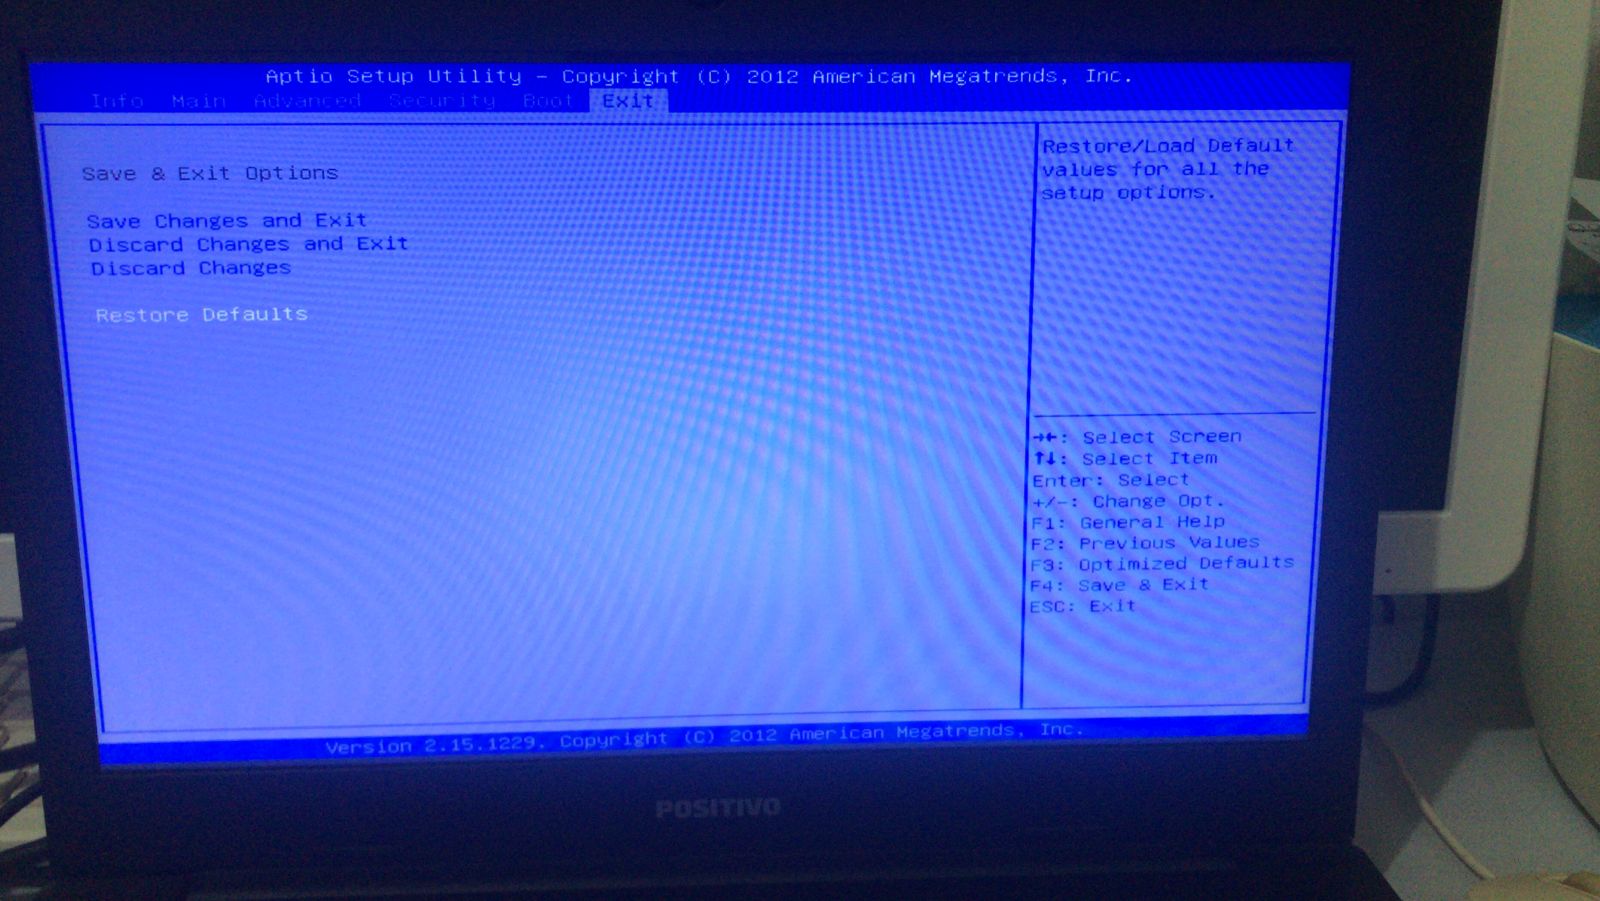 Aptio Setup Utility - Copyright (C) 2012 American Megatrends, Inc.
Info Main Advanced Security Boot Exit
Save & Exit Options
Save Changes and Exit
Discard Changes and Exit
Discard Changes
Restore Defaults
Restore/Load Default
values for all the
setup options.
→←: Select Screen
↑↓: Select Item
Enter: Select
+/-: Change Opt.
F1: General Help
F2: Previous Values
F3: Optimized Defaults
F4: Save & Exit
ESC: Exit
Version 2.15.1229. Copyright (C) 2012 American Megatrends, Inc.
POSITIVO